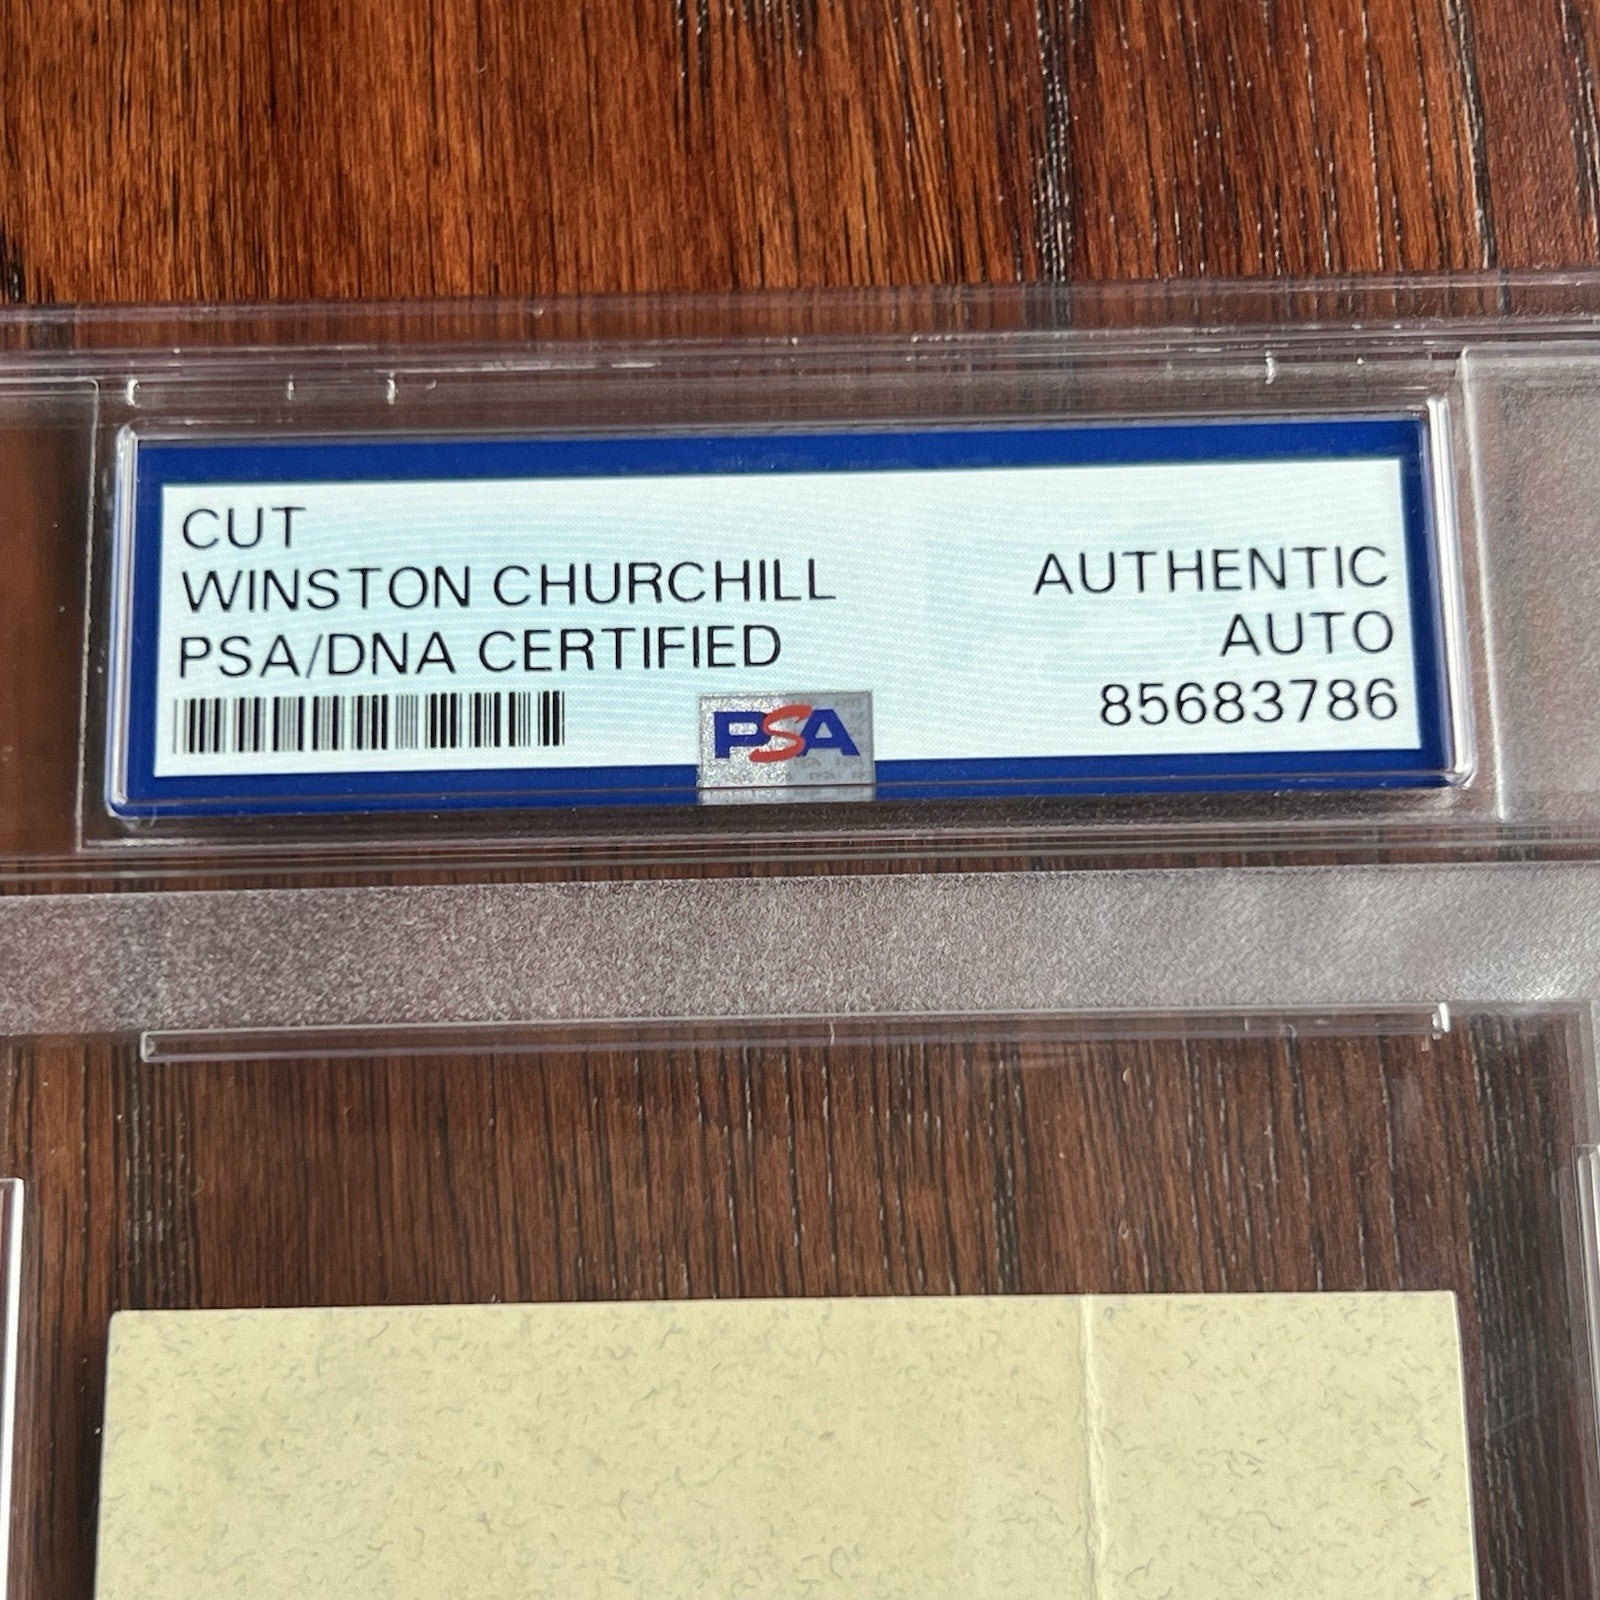 CUT
WINSTON CHURCHILL
PSA/DNA CERTIFIED
AUTHENTIC
AUTO
85683786
PSA